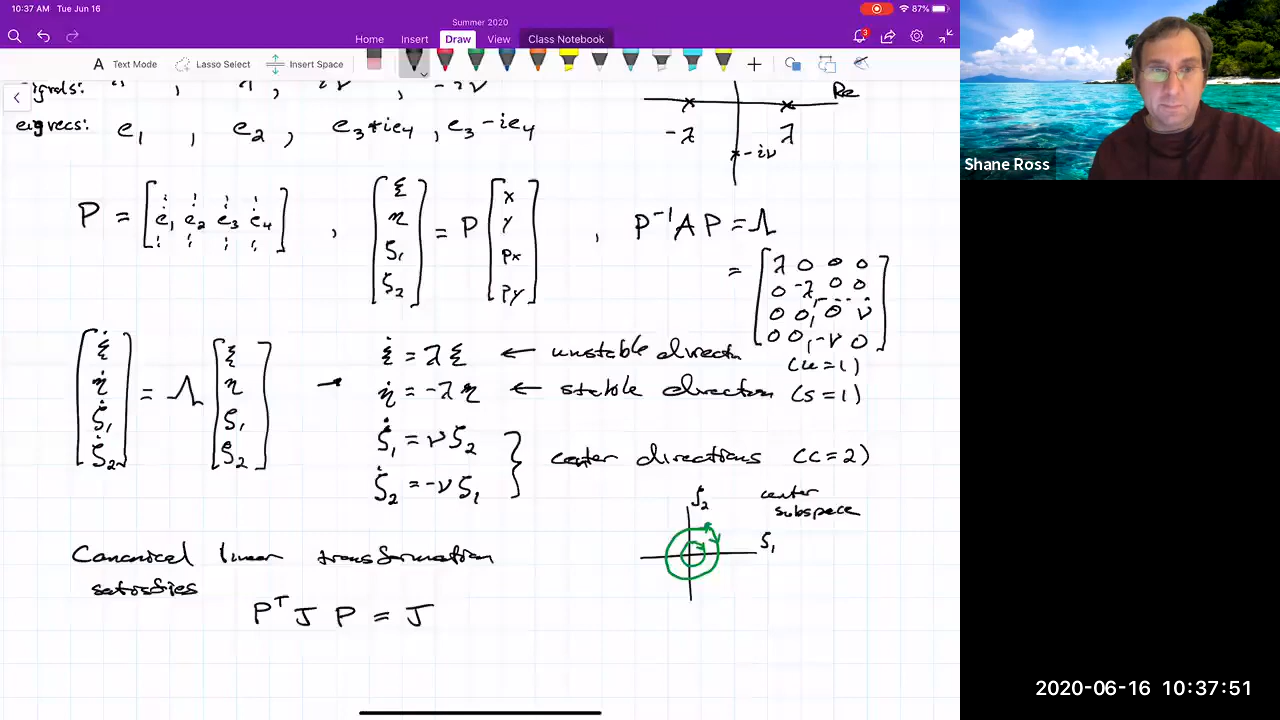 10:37 AM Tue Jun 16
87%
Summer 2020
Home Insert Draw View Class Notebook
3
Text Mode Lasso Select Insert Space
eigvecs: e1 , e2 , e3+ie4 , e3-ie4
Re
-λ λ
-iν
P = [e1 e2 e3 e4] , [ξ η ζ1 ζ2] = P [x y px py] , P⁻¹AP = Λ
= [λ 0 0 0
0 -λ 0 0
0 0 0 ν
0 0 -ν 0]
[ξ̇ η̇ ζ̇1 ζ̇2] = Λ [ξ η ζ1 ζ2] →
ξ̇ = λξ ← unstable directn (u=1)
η̇ = -λη ← stable direction (s=1)
ζ̇1 = νζ2
ζ̇2 = -νζ1
} center directions (c=2)
ζ2
center
subspace
ζ1
Canonical linear transformation
satisfies
Pᵀ J P = J
Shane Ross
2020-06-16 10:37:51